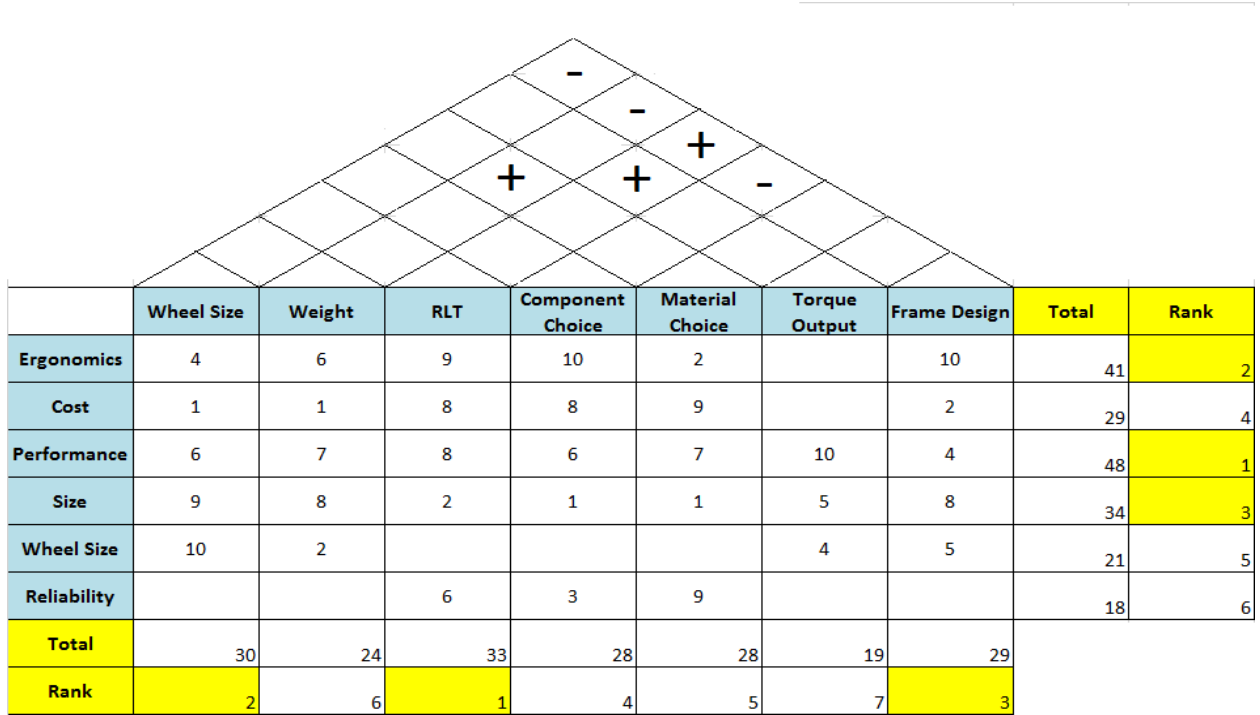 -
-
+
+ + -
Wheel Size Weight RLT Component Choice Material Choice Torque Output Frame Design Total Rank
Ergonomics 4 6 9 10 2 10 41 2
Cost 1 1 8 8 9 2 29 4
Performance 6 7 8 6 7 10 4 48 1
Size 9 8 2 1 1 5 8 34 3
Wheel Size 10 2 4 5 21 5
Reliability 6 3 9 18 6
Total 30 24 33 28 28 19 29
Rank 2 6 1 4 5 7 3